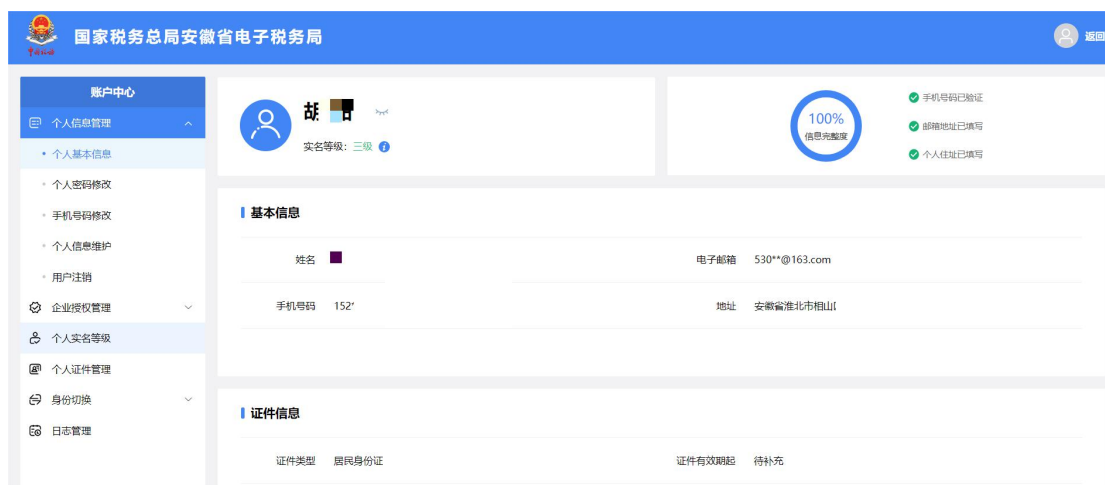 国家税务总局安徽省电子税务局
返回
账户中心
个人信息管理
个人基本信息
个人密码修改
手机号码修改
个人信息维护
用户注销
企业授权管理
个人实名等级
个人证件管理
身份切换
日志管理
胡
实名等级：三级
100%
信息完整度
手机号码已验证
邮箱地址已填写
个人住址已填写
基本信息
姓名
电子邮箱 530**@163.com
手机号码 152*
地址 安徽省淮北市相山
证件信息
证件类型 居民身份证
证件有效期起 待补充